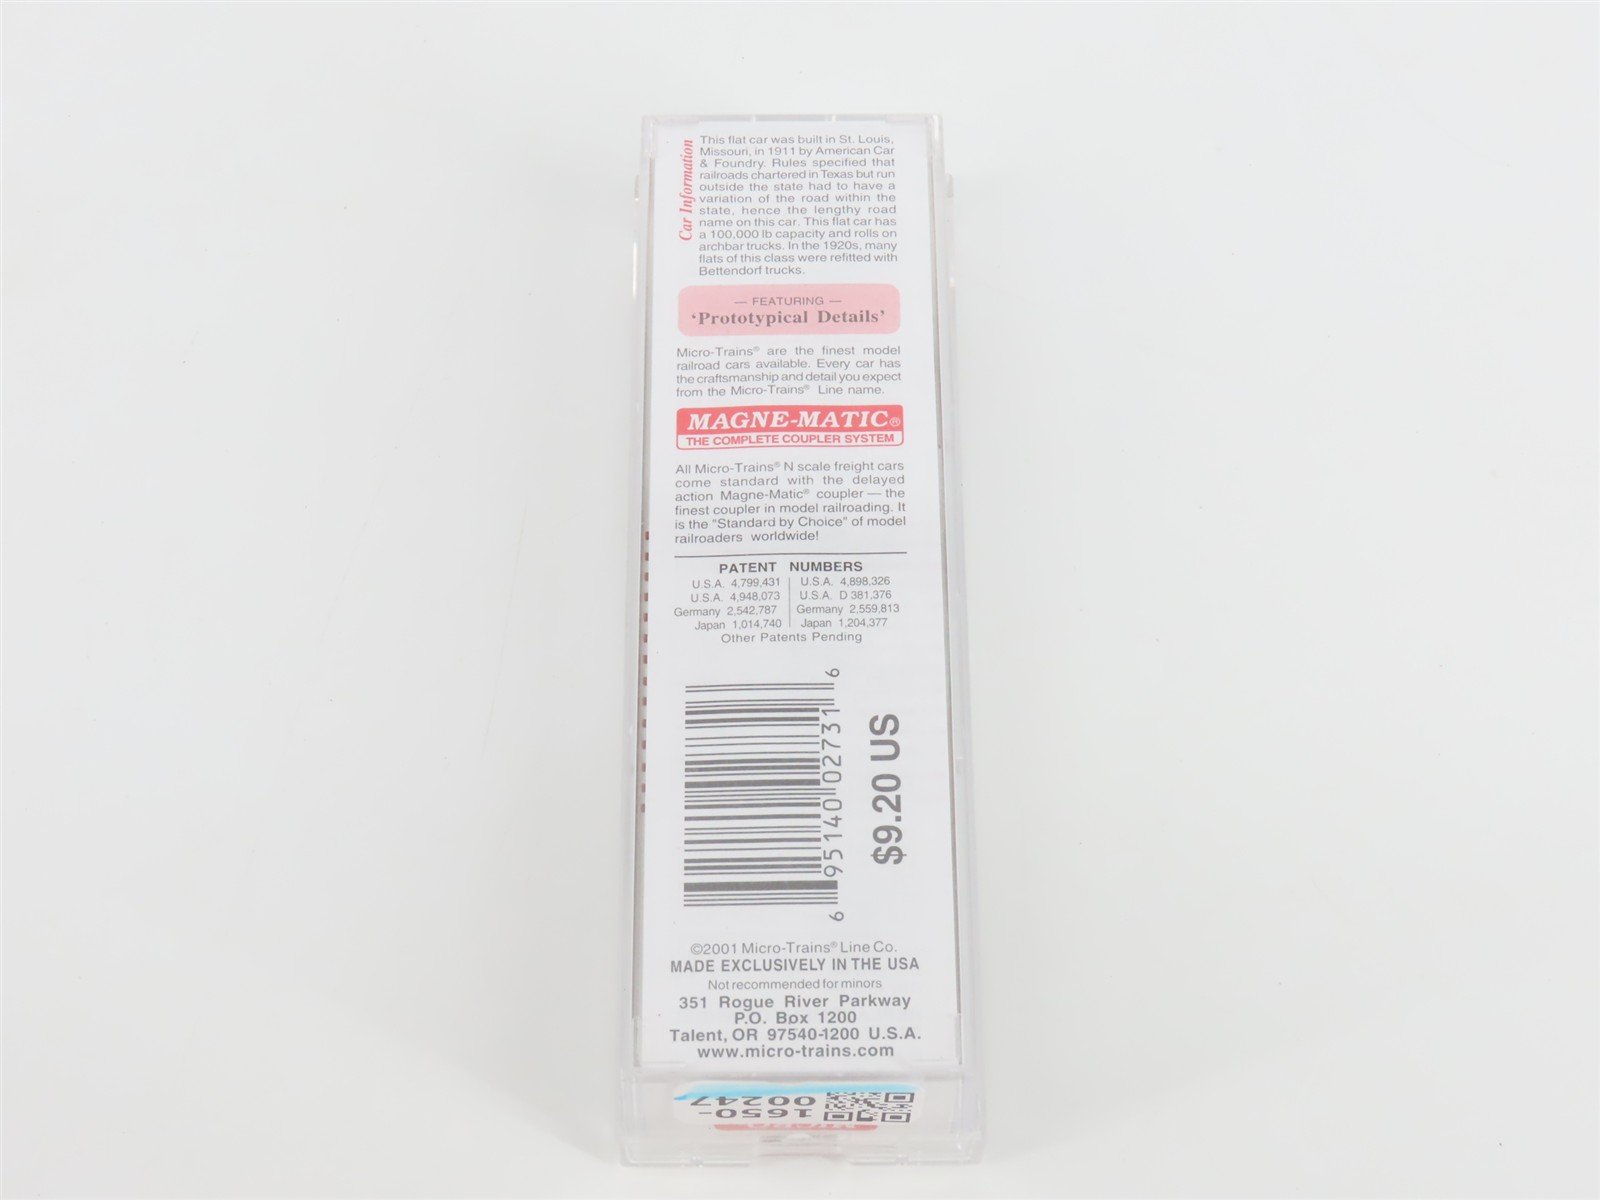 Car Information
This flat car was built in St. Louis,
Missouri, in 1911 by American Car
& Foundry. Rules specified that
railroads chartered in Texas but run
outside the state had to have a
variation of the road within the
state, hence the lengthy road
name on this car. This flat car has
a 100,000 lb capacity and rolls on
archbar trucks. In the 1920s, many
flats of this class were refitted with
Bettendorf trucks.
— FEATURING —
'Prototypical Details'
Micro-Trains® are the finest model
railroad cars available. Every car has
the craftsmanship and detail you expect
from the Micro-Trains® Line name.
MAGNE-MATIC®
THE COMPLETE COUPLER SYSTEM
All Micro-Trains® N scale freight cars
come standard with the delayed
action Magne-Matic® coupler — the
finest coupler in model railroading. It
is the "Standard by Choice" of model
railroaders worldwide!
PATENT NUMBERS
U.S.A. 4,799,431 U.S.A. 4,898,326
U.S.A. 4,948,073 U.S.A. D 381,376
Germany 2,542,787 Germany 2,559,813
Japan 1,014,740 Japan 1,204,377
Other Patents Pending
6 95140 02731 6
$9.20 US
©2001 Micro-Trains® Line Co.
MADE EXCLUSIVELY IN THE USA
Not recommended for minors
351 Rogue River Parkway
P.O. Box 1200
Talent, OR 97540-1200 U.S.A.
www.micro-trains.com
1650-
00247